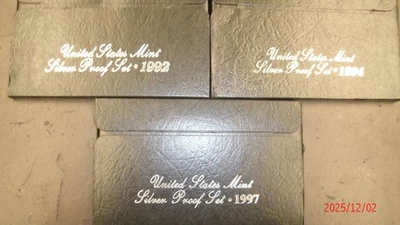 United States Mint
Silver Proof Set • 1992
United States Mint
Silver Proof Set • 1994
United States Mint
Silver Proof Set • 1997
2025/12/02